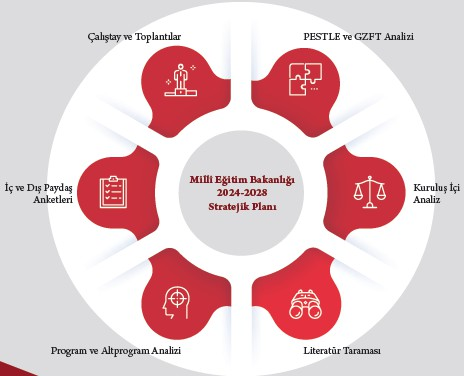 Çalıştay ve Toplantılar
PESTLE ve GZFT Analizi
İç ve Dış Paydaş
Anketleri
Milli Eğitim Bakanlığı
2024-2028
Stratejik Planı
Kuruluş İçi
Analiz
Program ve Altprogram Analizi
Literatür Taraması